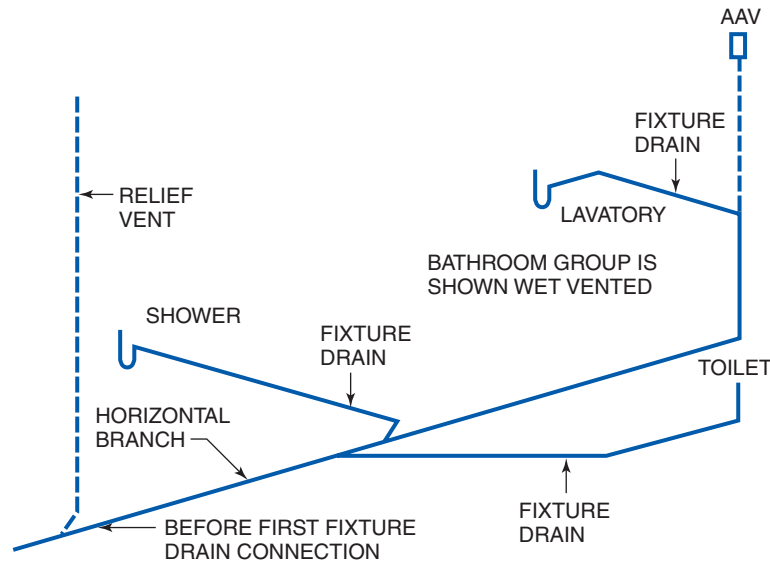 AAV
FIXTURE
DRAIN
RELIEF
VENT
LAVATORY
BATHROOM GROUP IS
SHOWN WET VENTED
SHOWER
FIXTURE
DRAIN
TOILET
HORIZONTAL
BRANCH
FIXTURE
DRAIN
BEFORE FIRST FIXTURE
DRAIN CONNECTION